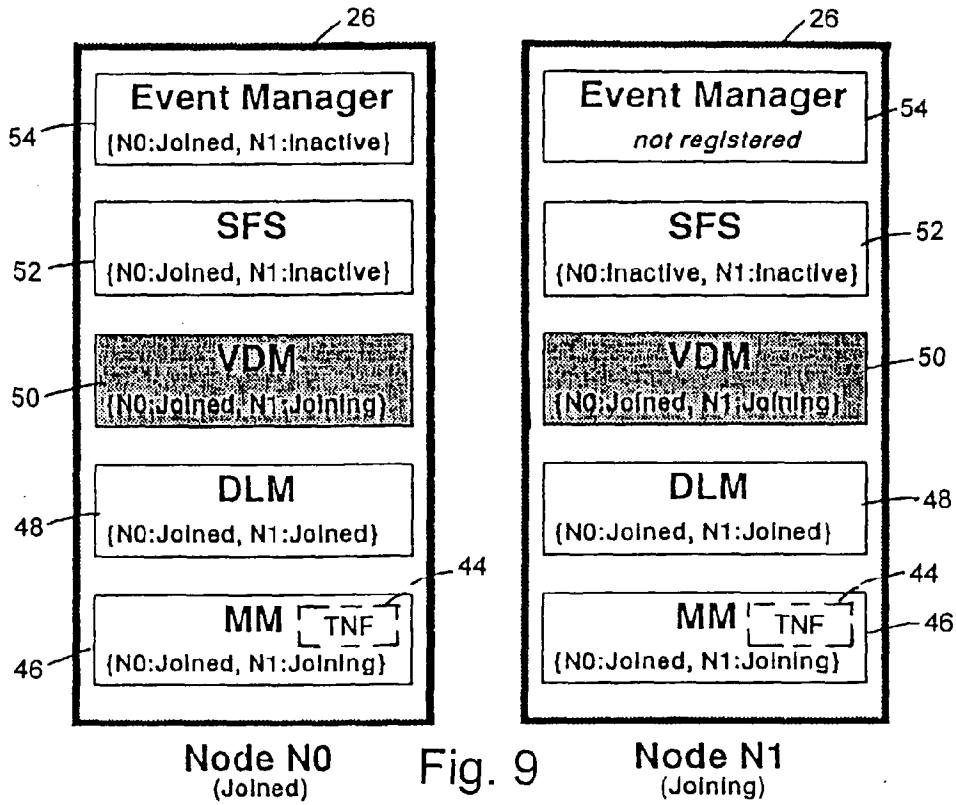 26
26
Event Manager
{N0:Joined, N1:Inactive}
54
Event Manager
not registered
54
SFS
{N0:Joined, N1:Inactive}
52
SFS
{N0:Inactive, N1:Inactive}
52
VDM
{N0:Joined, N1:Joining}
50
VDM
{N0:Joined, N1:Joining}
50
DLM
{N0:Joined, N1:Joined}
48
DLM
{N0:Joined, N1:Joined}
48
44
MM
TNF
{N0:Joined, N1:Joining}
46
44
MM
TNF
{N0:Joined, N1:Joining}
46
Node N0
(Joined)
Fig. 9
Node N1
(Joining)